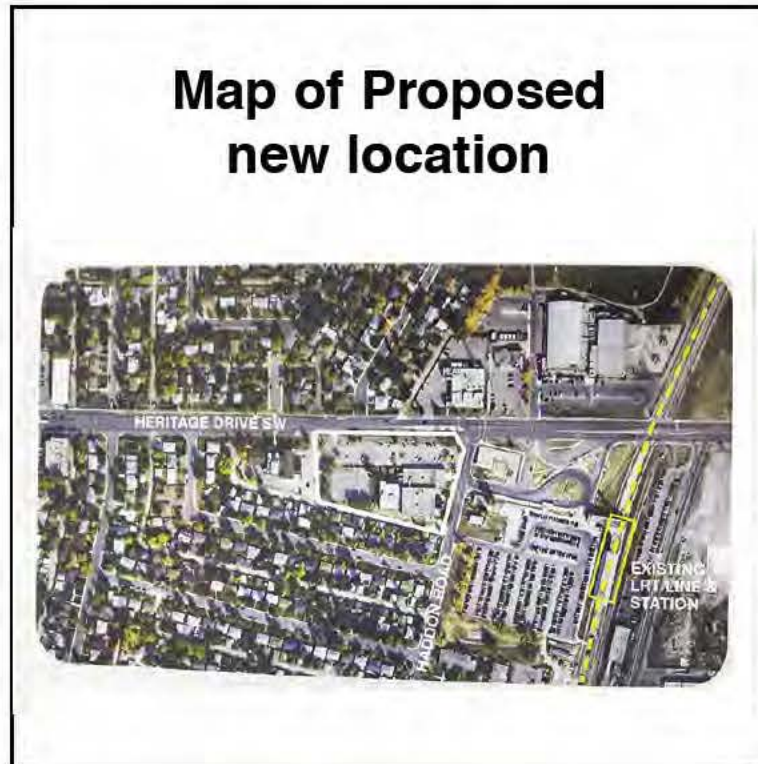 Map of Proposed
new location
HERITAGE DRIVE SW
HADDON ROAD
EXISTING
LRT LINE &
STATION